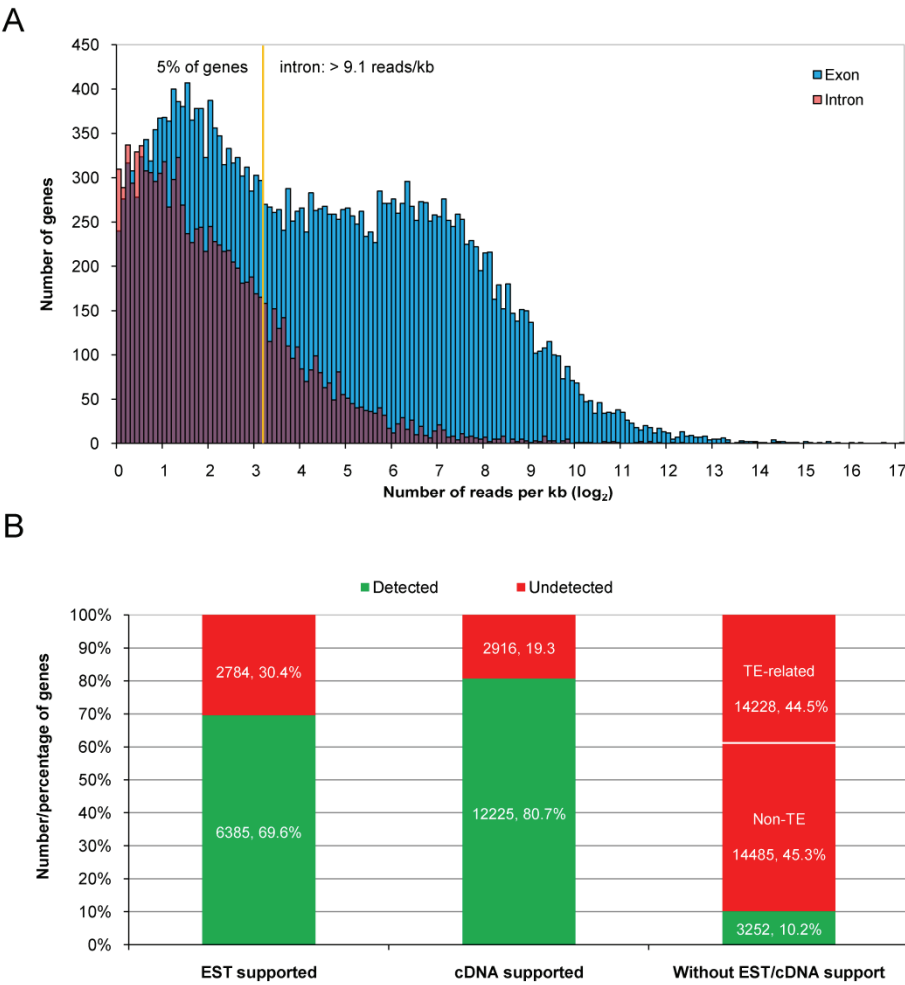 A
5% of genes
intron: > 9.1 reads/kb
Exon
Intron
Number of genes
450
400
350
300
250
200
150
100
50
0
0 1 2 3 4 5 6 7 8 9 10 11 12 13 14 15 16 17
Number of reads per kb (log₂)
B
Detected
Undetected
Number/percentage of genes
100%
90%
80%
70%
60%
50%
40%
30%
20%
10%
0%
2784, 30.4%
6385, 69.6%
2916, 19.3
12225, 80.7%
TE-related
14228, 44.5%
Non-TE
14485, 45.3%
3252, 10.2%
EST supported
cDNA supported
Without EST/cDNA support